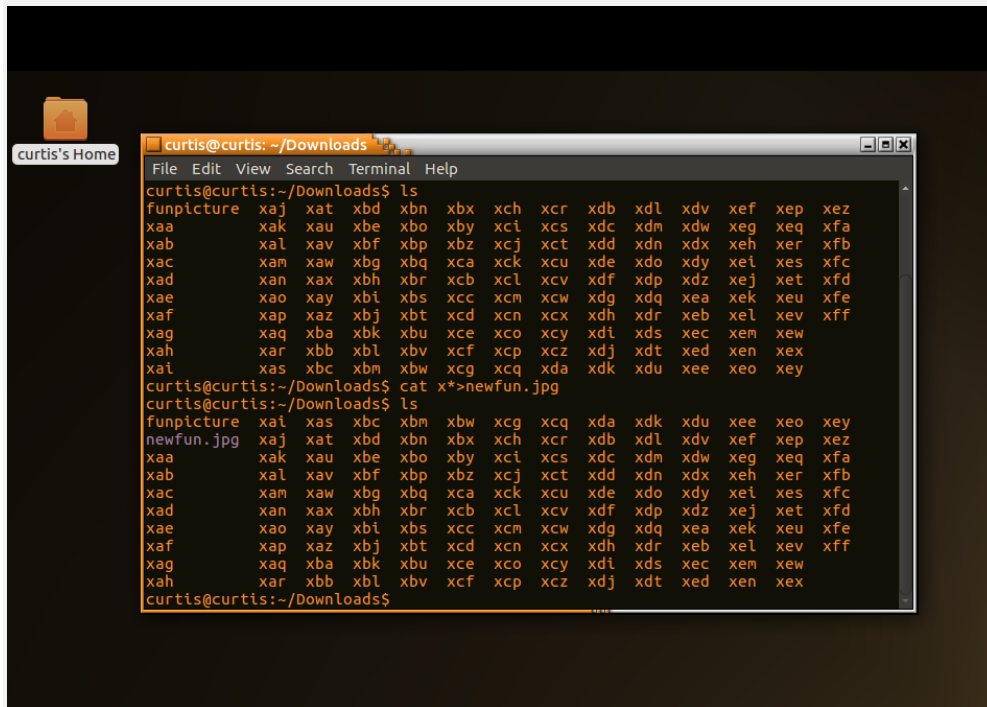 curtis's Home
curtis@curtis: ~/Downloads
File Edit View Search Terminal Help
curtis@curtis:~/Downloads$ ls
funpicture xaj xat xbd xbn xbx xch xcr xdb xdl xdv xef xep xez
xaa xak xau xbe xbo xby xci xcs xdc xdm xdw xeg xeq xfa
xab xal xav xbf xbp xbz xcj xct xdd xdn xdx xeh xer xfb
xac xam xaw xbg xbq xca xck xcu xde xdo xdy xei xes xfc
xad xan xax xbh xbr xcb xcl xcv xdf xdp xdz xej xet xfd
xae xao xay xbi xbs xcc xcm xcw xdg xdq xea xek xeu xfe
xaf xap xaz xbj xbt xcd xcn xcx xdh xdr xeb xel xev xff
xag xaq xba xbk xbu xce xco xcy xdi xds xec xem xew
xah xar xbb xbl xbv xcf xcp xcz xdj xdt xed xen xex
xai xas xbc xbm xbw xcg xcq xda xdk xdu xee xeo xey
curtis@curtis:~/Downloads$ cat x*>newfun.jpg
curtis@curtis:~/Downloads$ ls
funpicture xai xas xbc xbm xbw xcg xcq xda xdk xdu xee xeo xey
newfun.jpg xaj xat xbd xbn xbx xch xcr xdb xdl xdv xef xep xez
xaa xak xau xbe xbo xby xci xcs xdc xdm xdw xeg xeq xfa
xab xal xav xbf xbp xbz xcj xct xdd xdn xdx xeh xer xfb
xac xam xaw xbg xbq xca xck xcu xde xdo xdy xei xes xfc
xad xan xax xbh xbr xcb xcl xcv xdf xdp xdz xej xet xfd
xae xao xay xbi xbs xcc xcm xcw xdg xdq xea xek xeu xfe
xaf xap xaz xbj xbt xcd xcn xcx xdh xdr xeb xel xev xff
xag xaq xba xbk xbu xce xco xcy xdi xds xec xem xew
xah xar xbb xbl xbv xcf xcp xcz xdj xdt xed xen xex
curtis@curtis:~/Downloads$